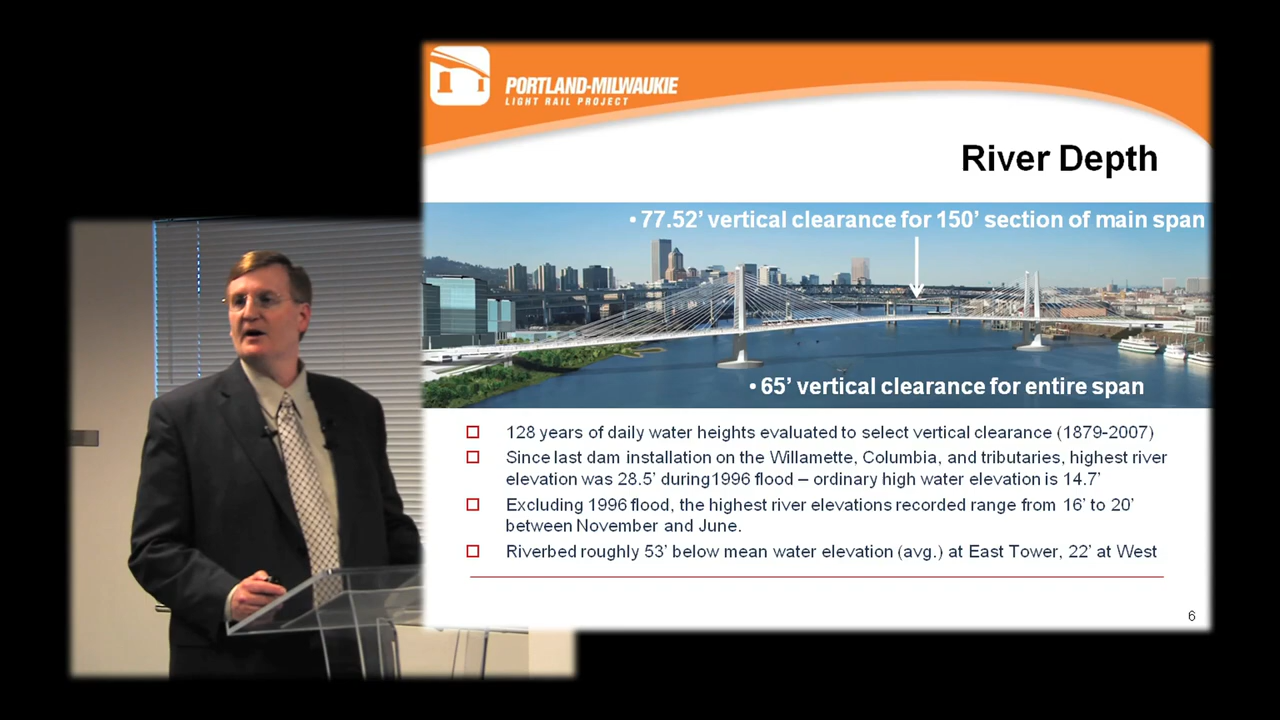 PORTLAND-MILWAUKIE
LIGHT RAIL PROJECT
River Depth
• 77.52’ vertical clearance for 150’ section of main span
• 65’ vertical clearance for entire span
128 years of daily water heights evaluated to select vertical clearance (1879-2007)
Since last dam installation on the Willamette, Columbia, and tributaries, highest river
elevation was 28.5’ during1996 flood – ordinary high water elevation is 14.7’
Excluding 1996 flood, the highest river elevations recorded range from 16’ to 20’
between November and June.
Riverbed roughly 53’ below mean water elevation (avg.) at East Tower, 22’ at West
6